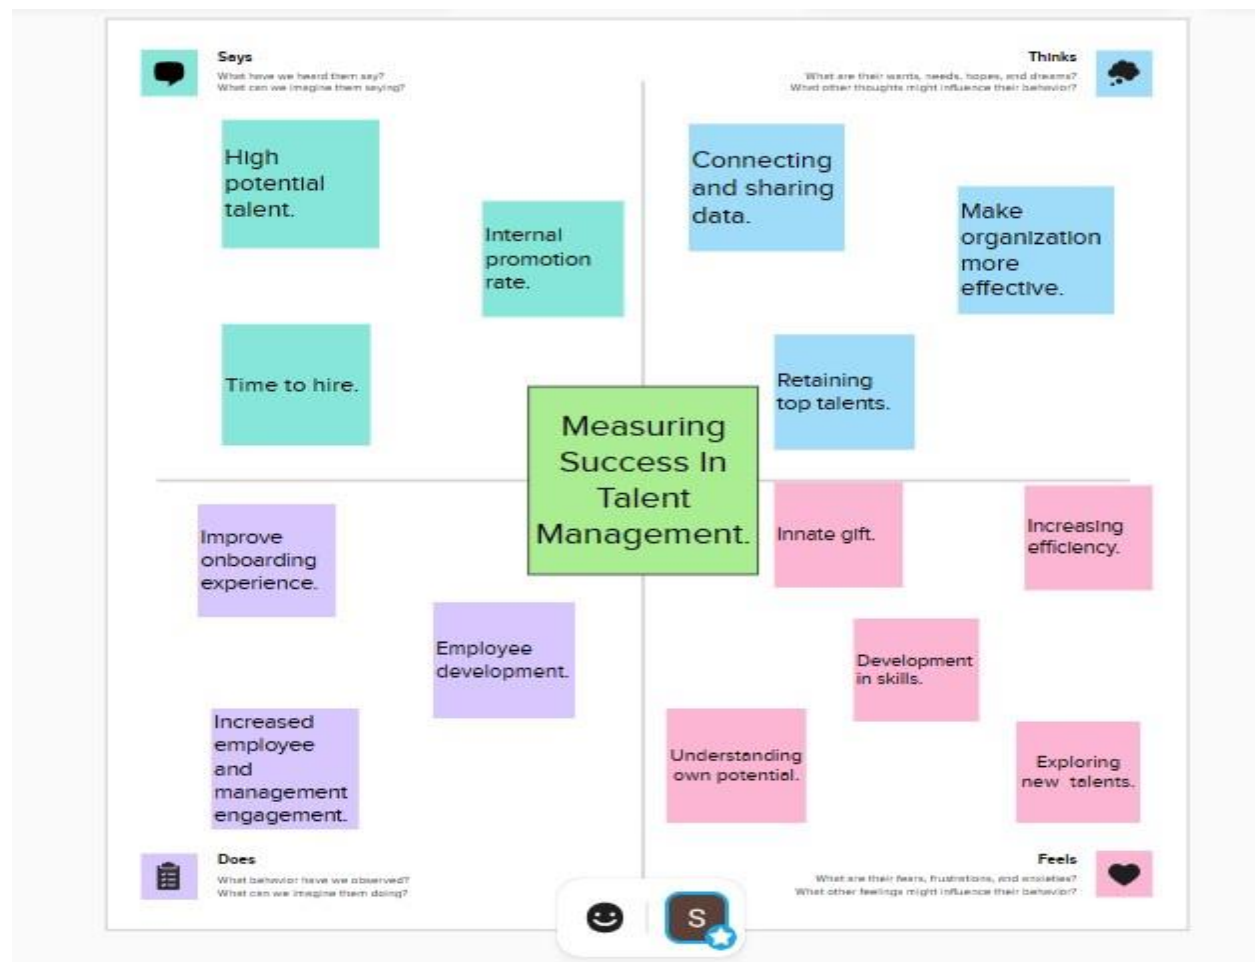 Says
What have we heard them say?
What can we imagine them saying?
High
potential
talent.
Internal
promotion
rate.
Time to hire.
Thinks
What are their wants, needs, hopes, and dreams?
What other thoughts might influence their behavior?
Connecting
and sharing
data.
Make
organization
more
effective.
Retaining
top talents.
Measuring
Success In
Talent
Management.
Improve
onboarding
experience.
Employee
development.
Increased
employee
and
management
engagement.
Does
What behavior have we observed?
What can we imagine them doing?
Innate gift.
Increasing
efficiency.
Development
in skills.
Understanding
own potential.
Exploring
new talents.
Feels
What are their fears, frustrations, and anxieties?
What other feelings might influence their behavior?
S